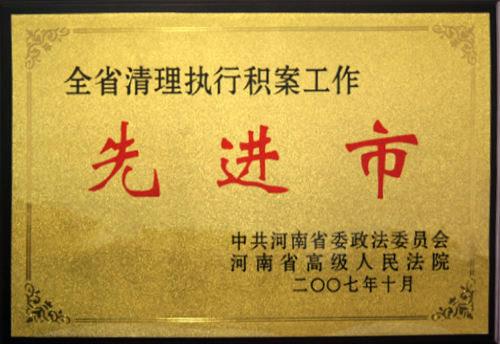 全省清理执行积案工作
先进市
中共河南省委政法委员会
河南省高级人民法院
二〇〇七年十月